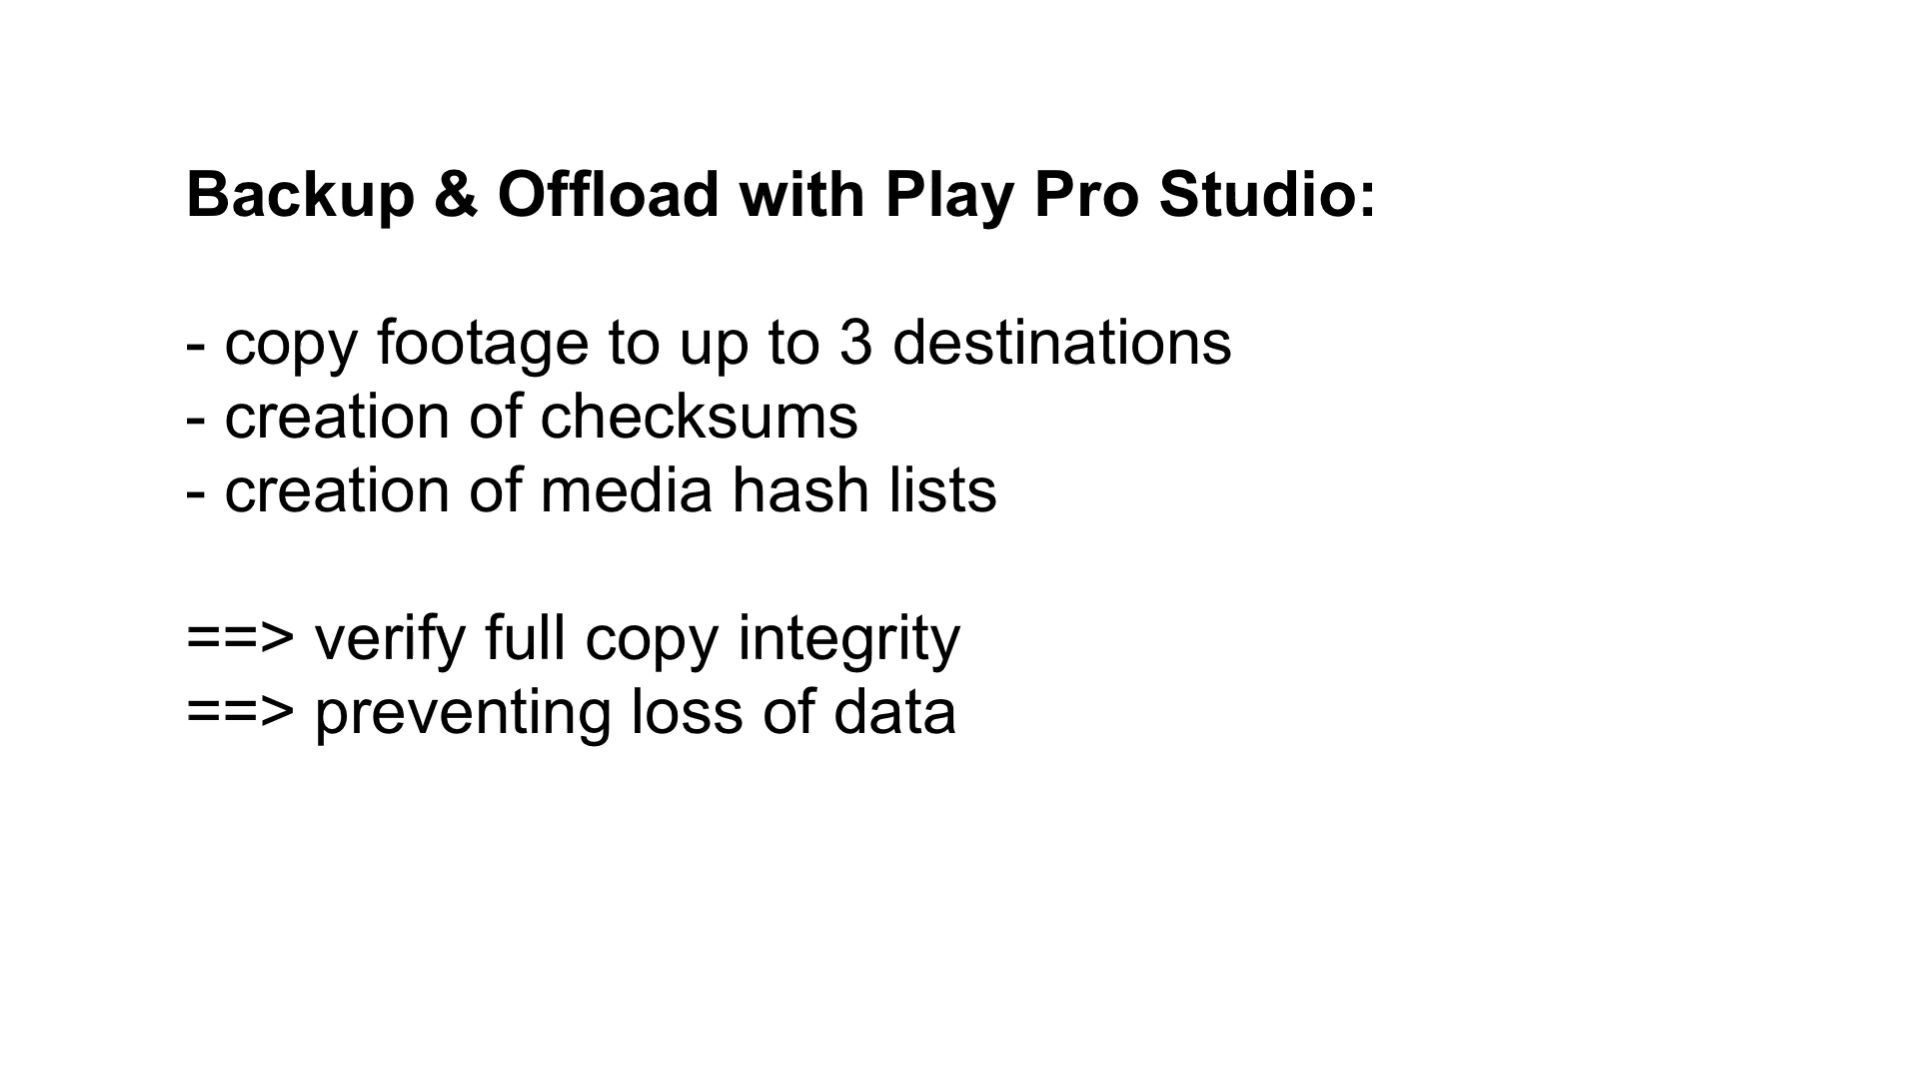 Backup & Offload with Play Pro Studio:
- copy footage to up to 3 destinations
- creation of checksums
- creation of media hash lists
==> verify full copy integrity
==> preventing loss of data